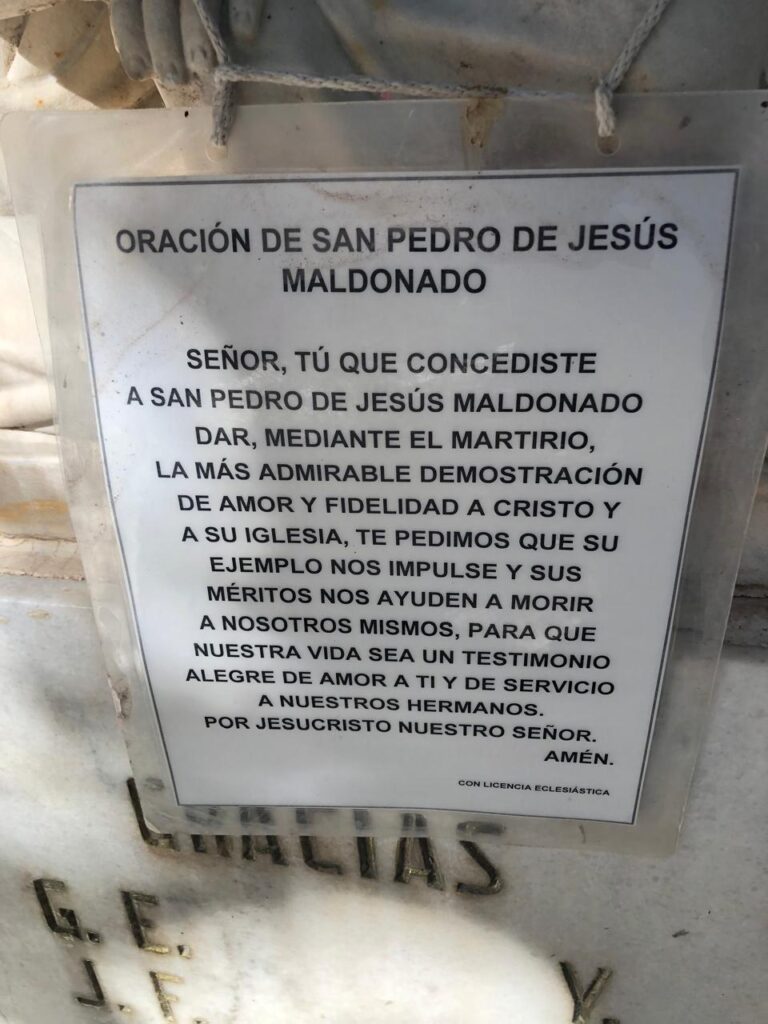 ORACIÓN DE SAN PEDRO DE JESÚS
MALDONADO
SEÑOR, TÚ QUE CONCEDISTE
A SAN PEDRO DE JESÚS MALDONADO
DAR, MEDIANTE EL MARTIRIO,
LA MÁS ADMIRABLE DEMOSTRACIÓN
DE AMOR Y FIDELIDAD A CRISTO Y
A SU IGLESIA, TE PEDIMOS QUE SU
EJEMPLO NOS IMPULSE Y SUS
MÉRITOS NOS AYUDEN A MORIR
A NOSOTROS MISMOS, PARA QUE
NUESTRA VIDA SEA UN TESTIMONIO
ALEGRE DE AMOR A TI Y DE SERVICIO
A NUESTROS HERMANOS.
POR JESUCRISTO NUESTRO SEÑOR.
AMÉN.
CON LICENCIA ECLESIÁSTICA
GRACIAS
G. E.
J. F. Y.